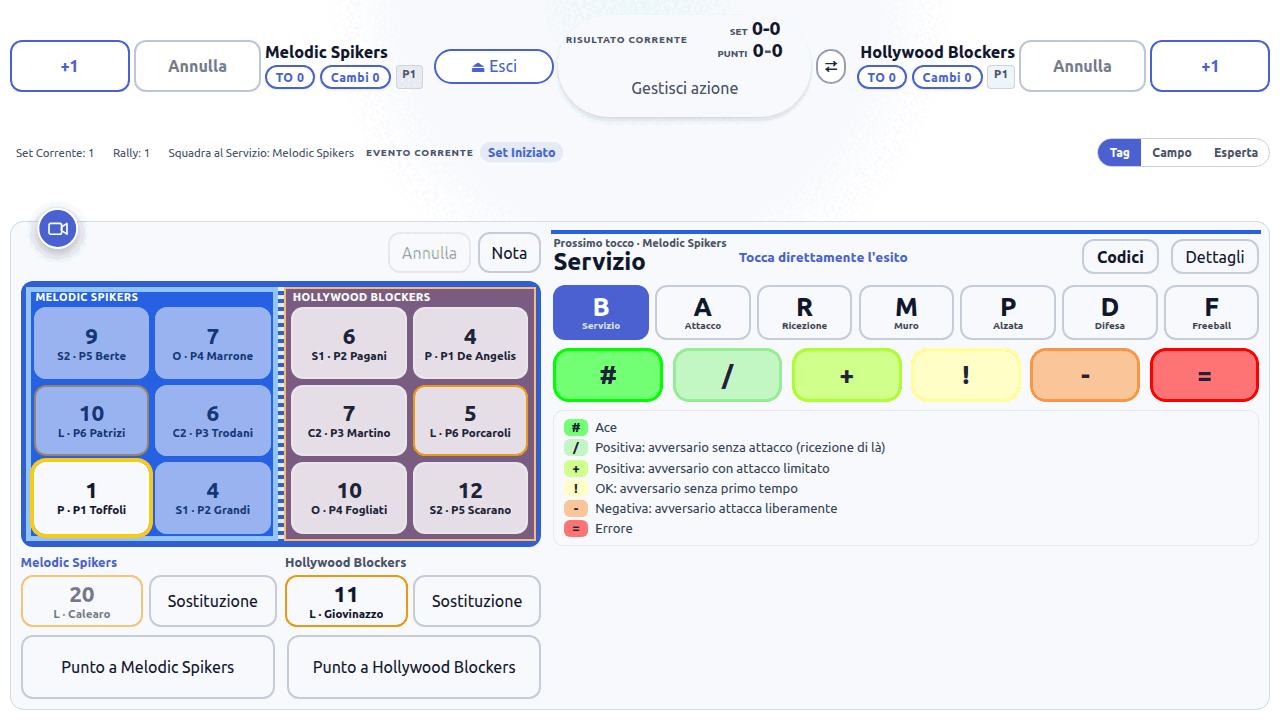 +1
Annulla
Melodic Spikers
TO 0
Cambi 0
P1
⏏ Esci
RISULTATO CORRENTE
SET 0-0
PUNTI 0-0
Gestisci azione
⇄
Hollywood Blockers
TO 0
Cambi 0
P1
Annulla
+1
Set Corrente: 1
Rally: 1
Squadra al Servizio: Melodic Spikers
EVENTO CORRENTE
Set Iniziato
Tag
Campo
Esperta
Annulla
Nota
MELODIC SPIKERS
9
S2 · P5 Berte
7
O · P4 Marrone
10
L · P6 Patrizi
6
C2 · P3 Trodani
1
P · P1 Toffoli
4
S1 · P2 Grandi
HOLLYWOOD BLOCKERS
6
S1 · P2 Pagani
4
P · P1 De Angelis
7
C2 · P3 Martino
5
L · P6 Porcaroli
10
O · P4 Fogliati
12
S2 · P5 Scarano
Melodic Spikers
20
L · Calearo
Sostituzione
Hollywood Blockers
11
L · Giovinazzo
Sostituzione
Punto a Melodic Spikers
Punto a Hollywood Blockers
Prossimo tocco · Melodic Spikers
Servizio
Tocca direttamente l'esito
Codici
Dettagli
B
Servizio
A
Attacco
R
Ricezione
M
Muro
P
Alzata
D
Difesa
F
Freeball
#
/
+
!
-
=
# Ace
/ Positiva: avversario senza attacco (ricezione di là)
+ Positiva: avversario con attacco limitato
! OK: avversario senza primo tempo
- Negativa: avversario attacca liberamente
= Errore